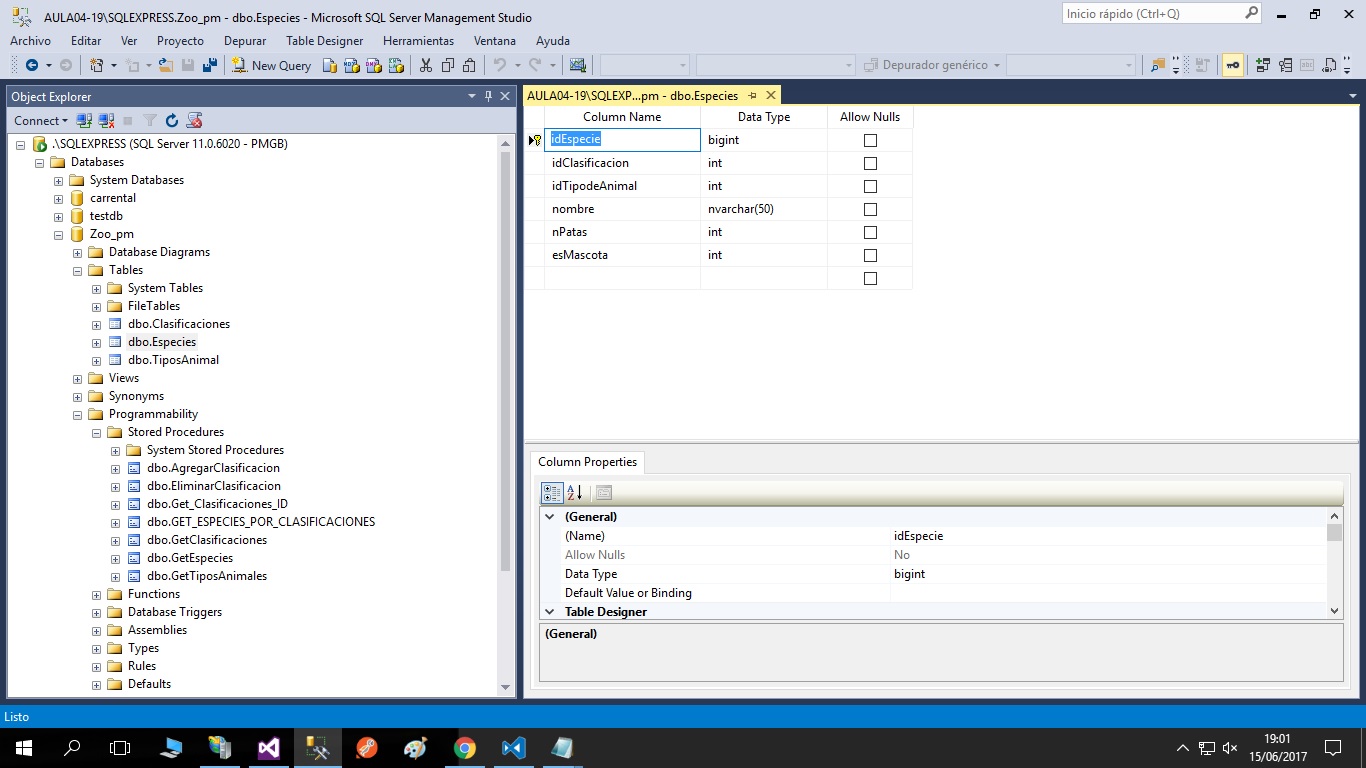 AULA04-19\SQLEXPRESS.Zoo_pm - dbo.Especies - Microsoft SQL Server Management Studio
Inicio rápido (Ctrl+Q)
Archivo Editar Ver Proyecto Depurar Table Designer Herramientas Ventana Ayuda
New Query
Depurador genérico
Object Explorer
Connect
.\SQLEXPRESS (SQL Server 11.0.6020 - PMGB)
Databases
System Databases
carrental
testdb
Zoo_pm
Database Diagrams
Tables
System Tables
FileTables
dbo.Clasificaciones
dbo.Especies
dbo.TiposAnimal
Views
Synonyms
Programmability
Stored Procedures
System Stored Procedures
dbo.AgregarClasificacion
dbo.EliminarClasificacion
dbo.Get_Clasificaciones_ID
dbo.GET_ESPECIES_POR_CLASIFICACIONES
dbo.GetClasificaciones
dbo.GetEspecies
dbo.GetTiposAnimales
Functions
Database Triggers
Assemblies
Types
Rules
Defaults
AULA04-19\SQLEXP...pm - dbo.Especies
Column Name Data Type Allow Nulls
idEspecie bigint
idClasificacion int
idTipodeAnimal int
nombre nvarchar(50)
nPatas int
esMascota int
Column Properties
(General)
(Name) idEspecie
Allow Nulls No
Data Type bigint
Default Value or Binding
Table Designer
(General)
Listo
19:01
15/06/2017